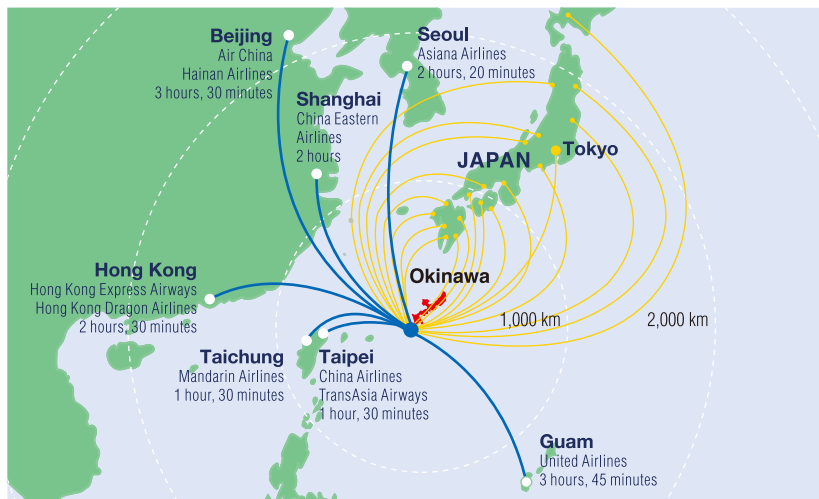 Beijing
Air China
Hainan Airlines
3 hours, 30 minutes
Seoul
Asiana Airlines
2 hours, 20 minutes
Shanghai
China Eastern
Airlines
2 hours
JAPAN
Tokyo
Hong Kong
Hong Kong Express Airways
Hong Kong Dragon Airlines
2 hours, 30 minutes
Okinawa
1,000 km
2,000 km
Taichung
Mandarin Airlines
1 hour, 30 minutes
Taipei
China Airlines
TransAsia Airways
1 hour, 30 minutes
Guam
United Airlines
3 hours, 45 minutes